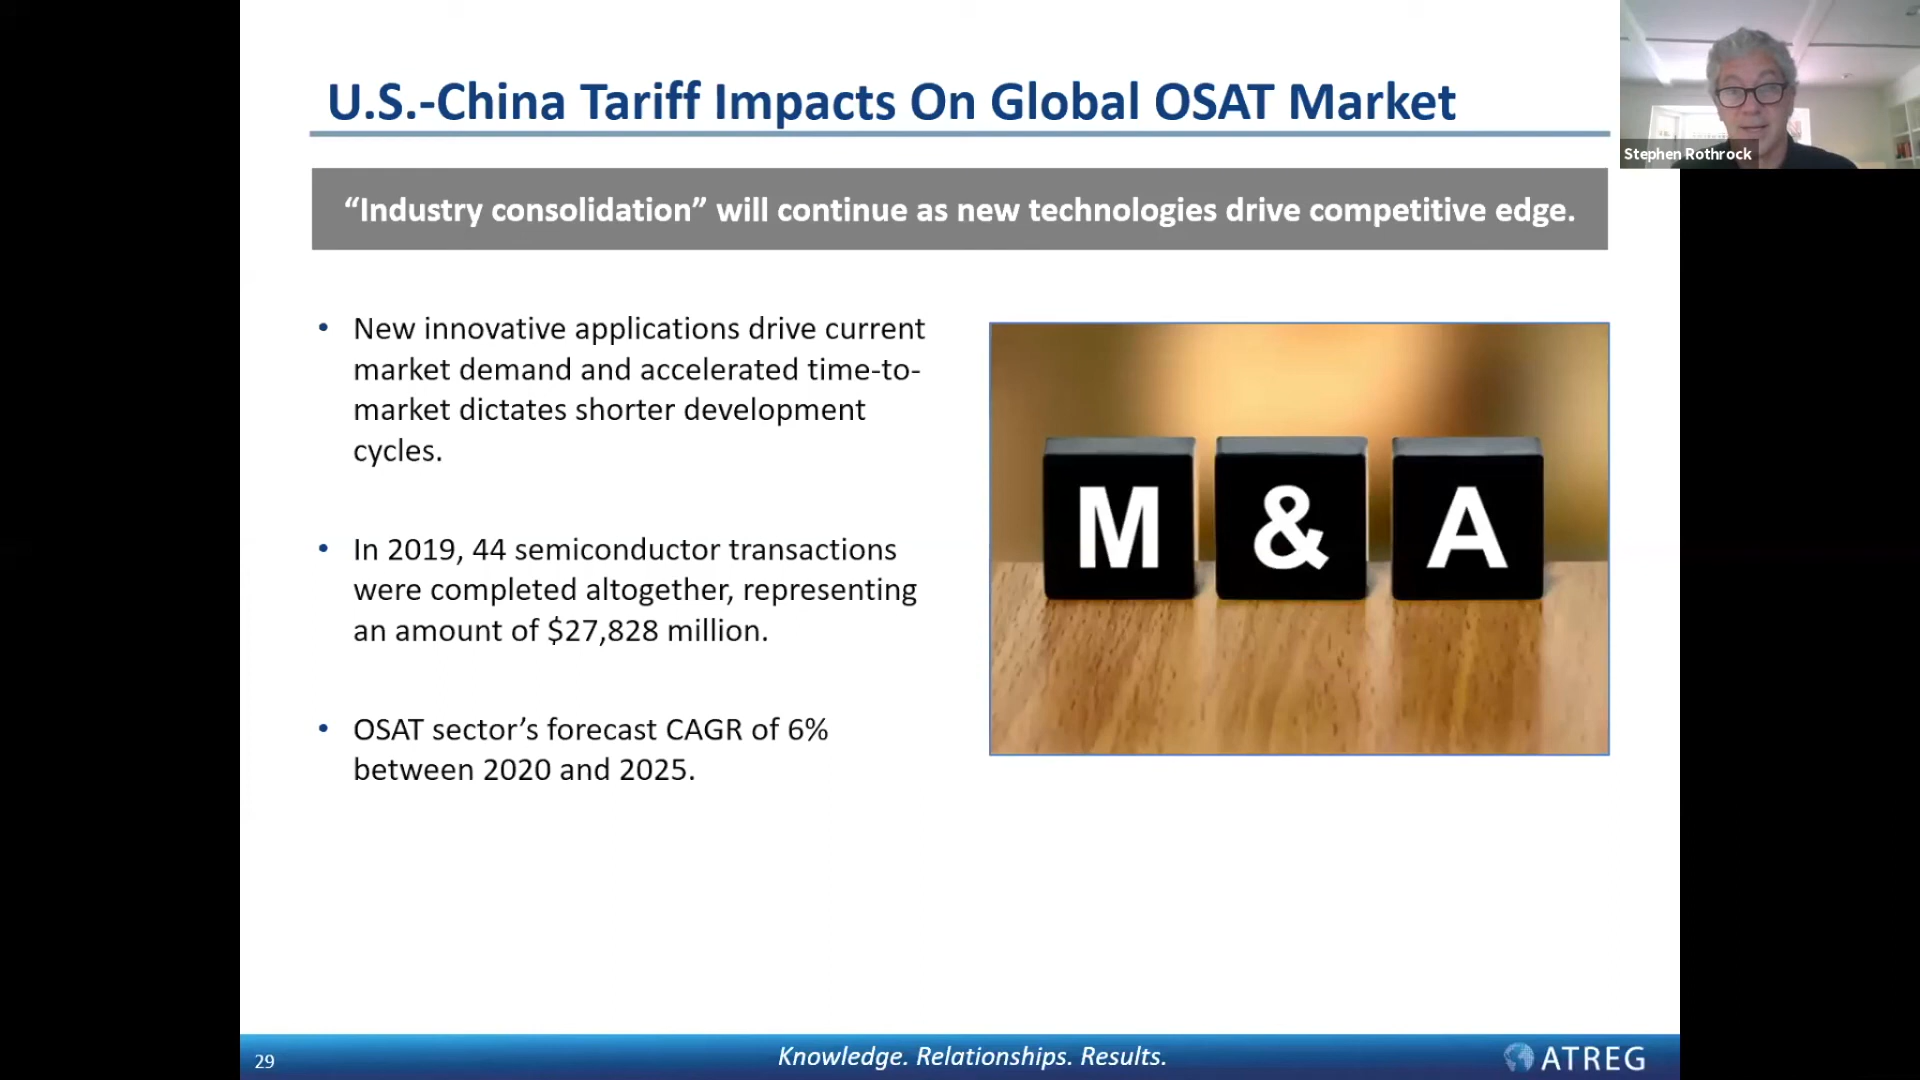 U.S.-China Tariff Impacts On Global OSAT Market
Stephen Rothrock
“Industry consolidation” will continue as new technologies drive competitive edge.
• New innovative applications drive current
market demand and accelerated time-to-
market dictates shorter development
cycles.
• In 2019, 44 semiconductor transactions
were completed altogether, representing
an amount of $27,828 million.
• OSAT sector’s forecast CAGR of 6%
between 2020 and 2025.
M & A
29
Knowledge. Relationships. Results.
ATREG